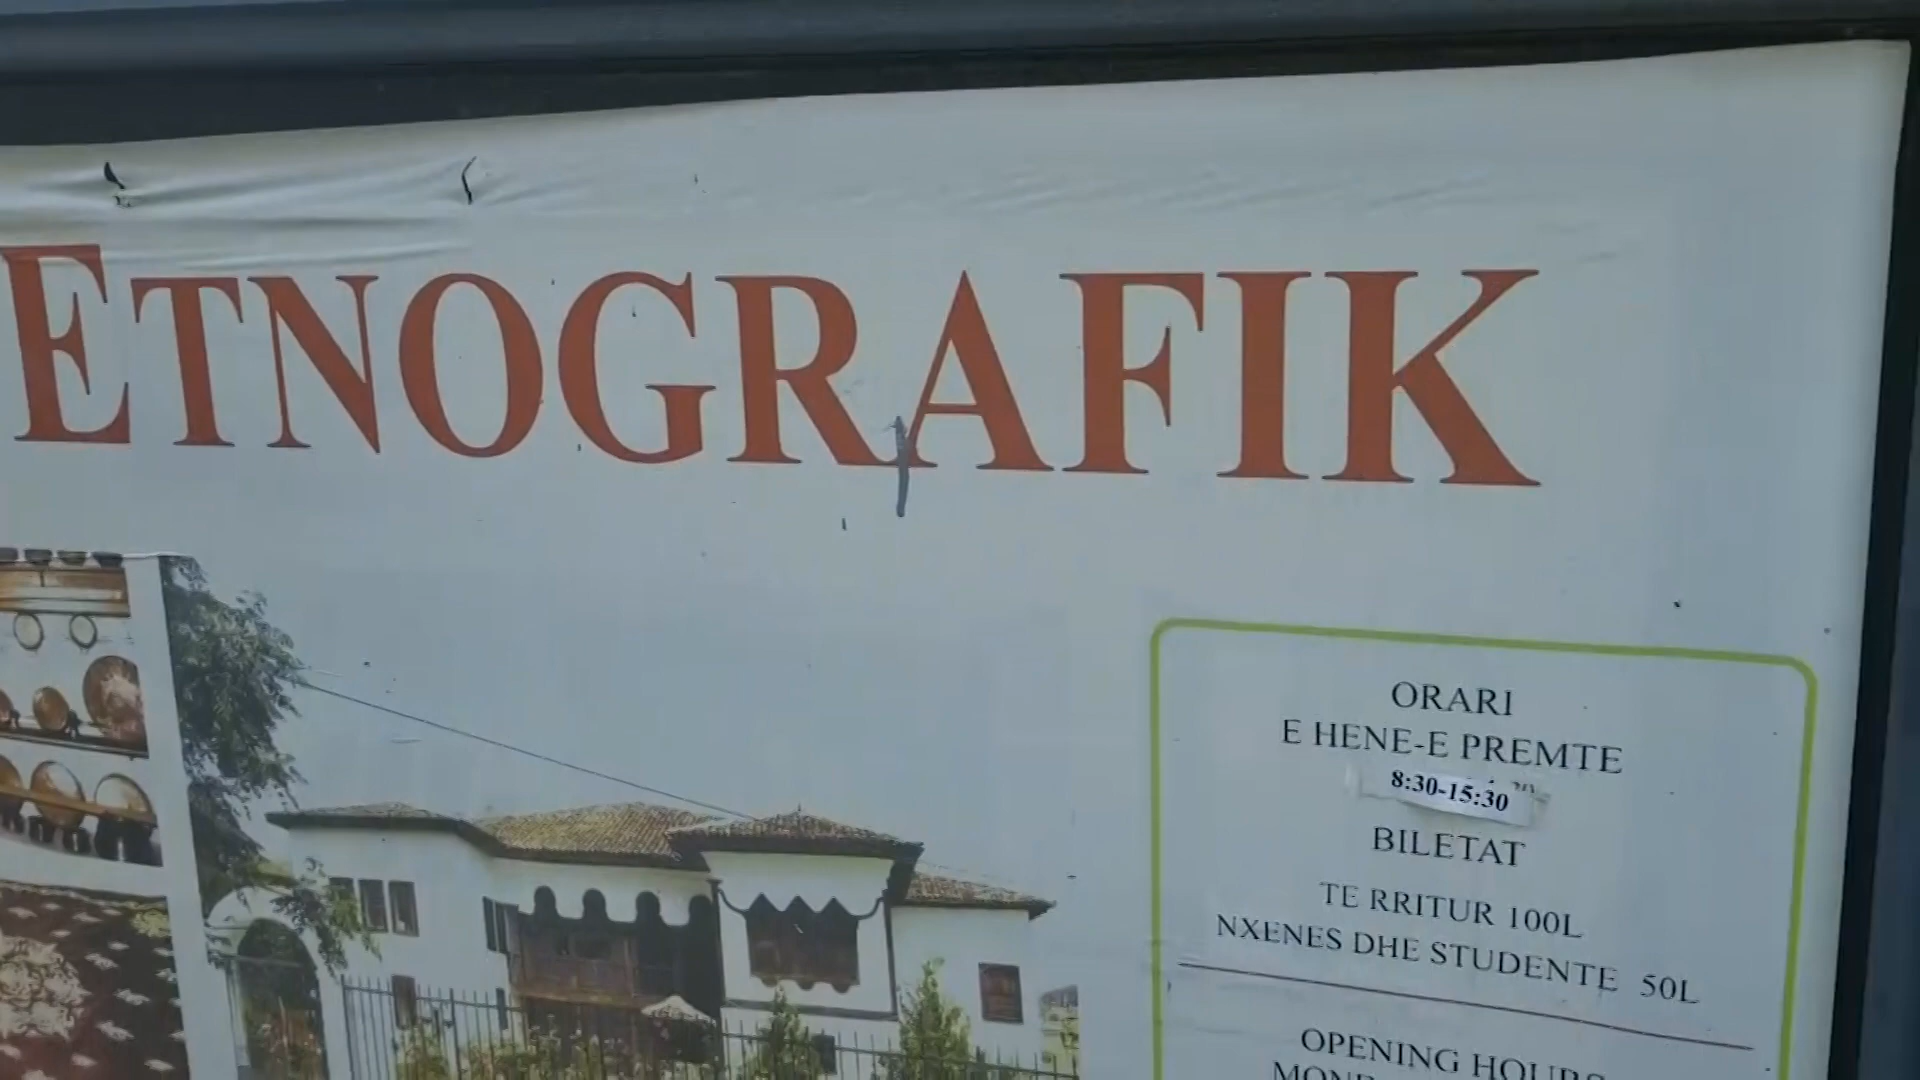 ETNOGRAFIK
ORARI
E HENE-E PREMTE
8:30-15:30
BILETAT
TE RRITUR 100L
NXENES DHE STUDENTE 50L
OPENING HOURS